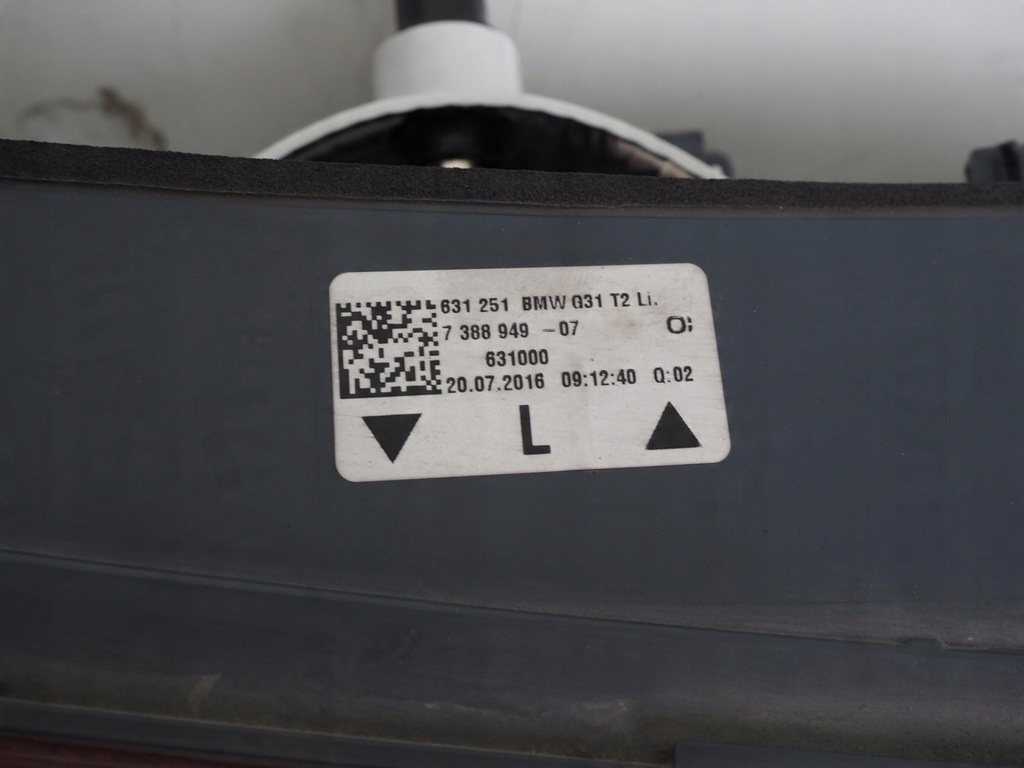 631 251 BMW G31 T2 Li.
7 388 949 -07
631000
20.07.2016 09:12:40 Q:02
L